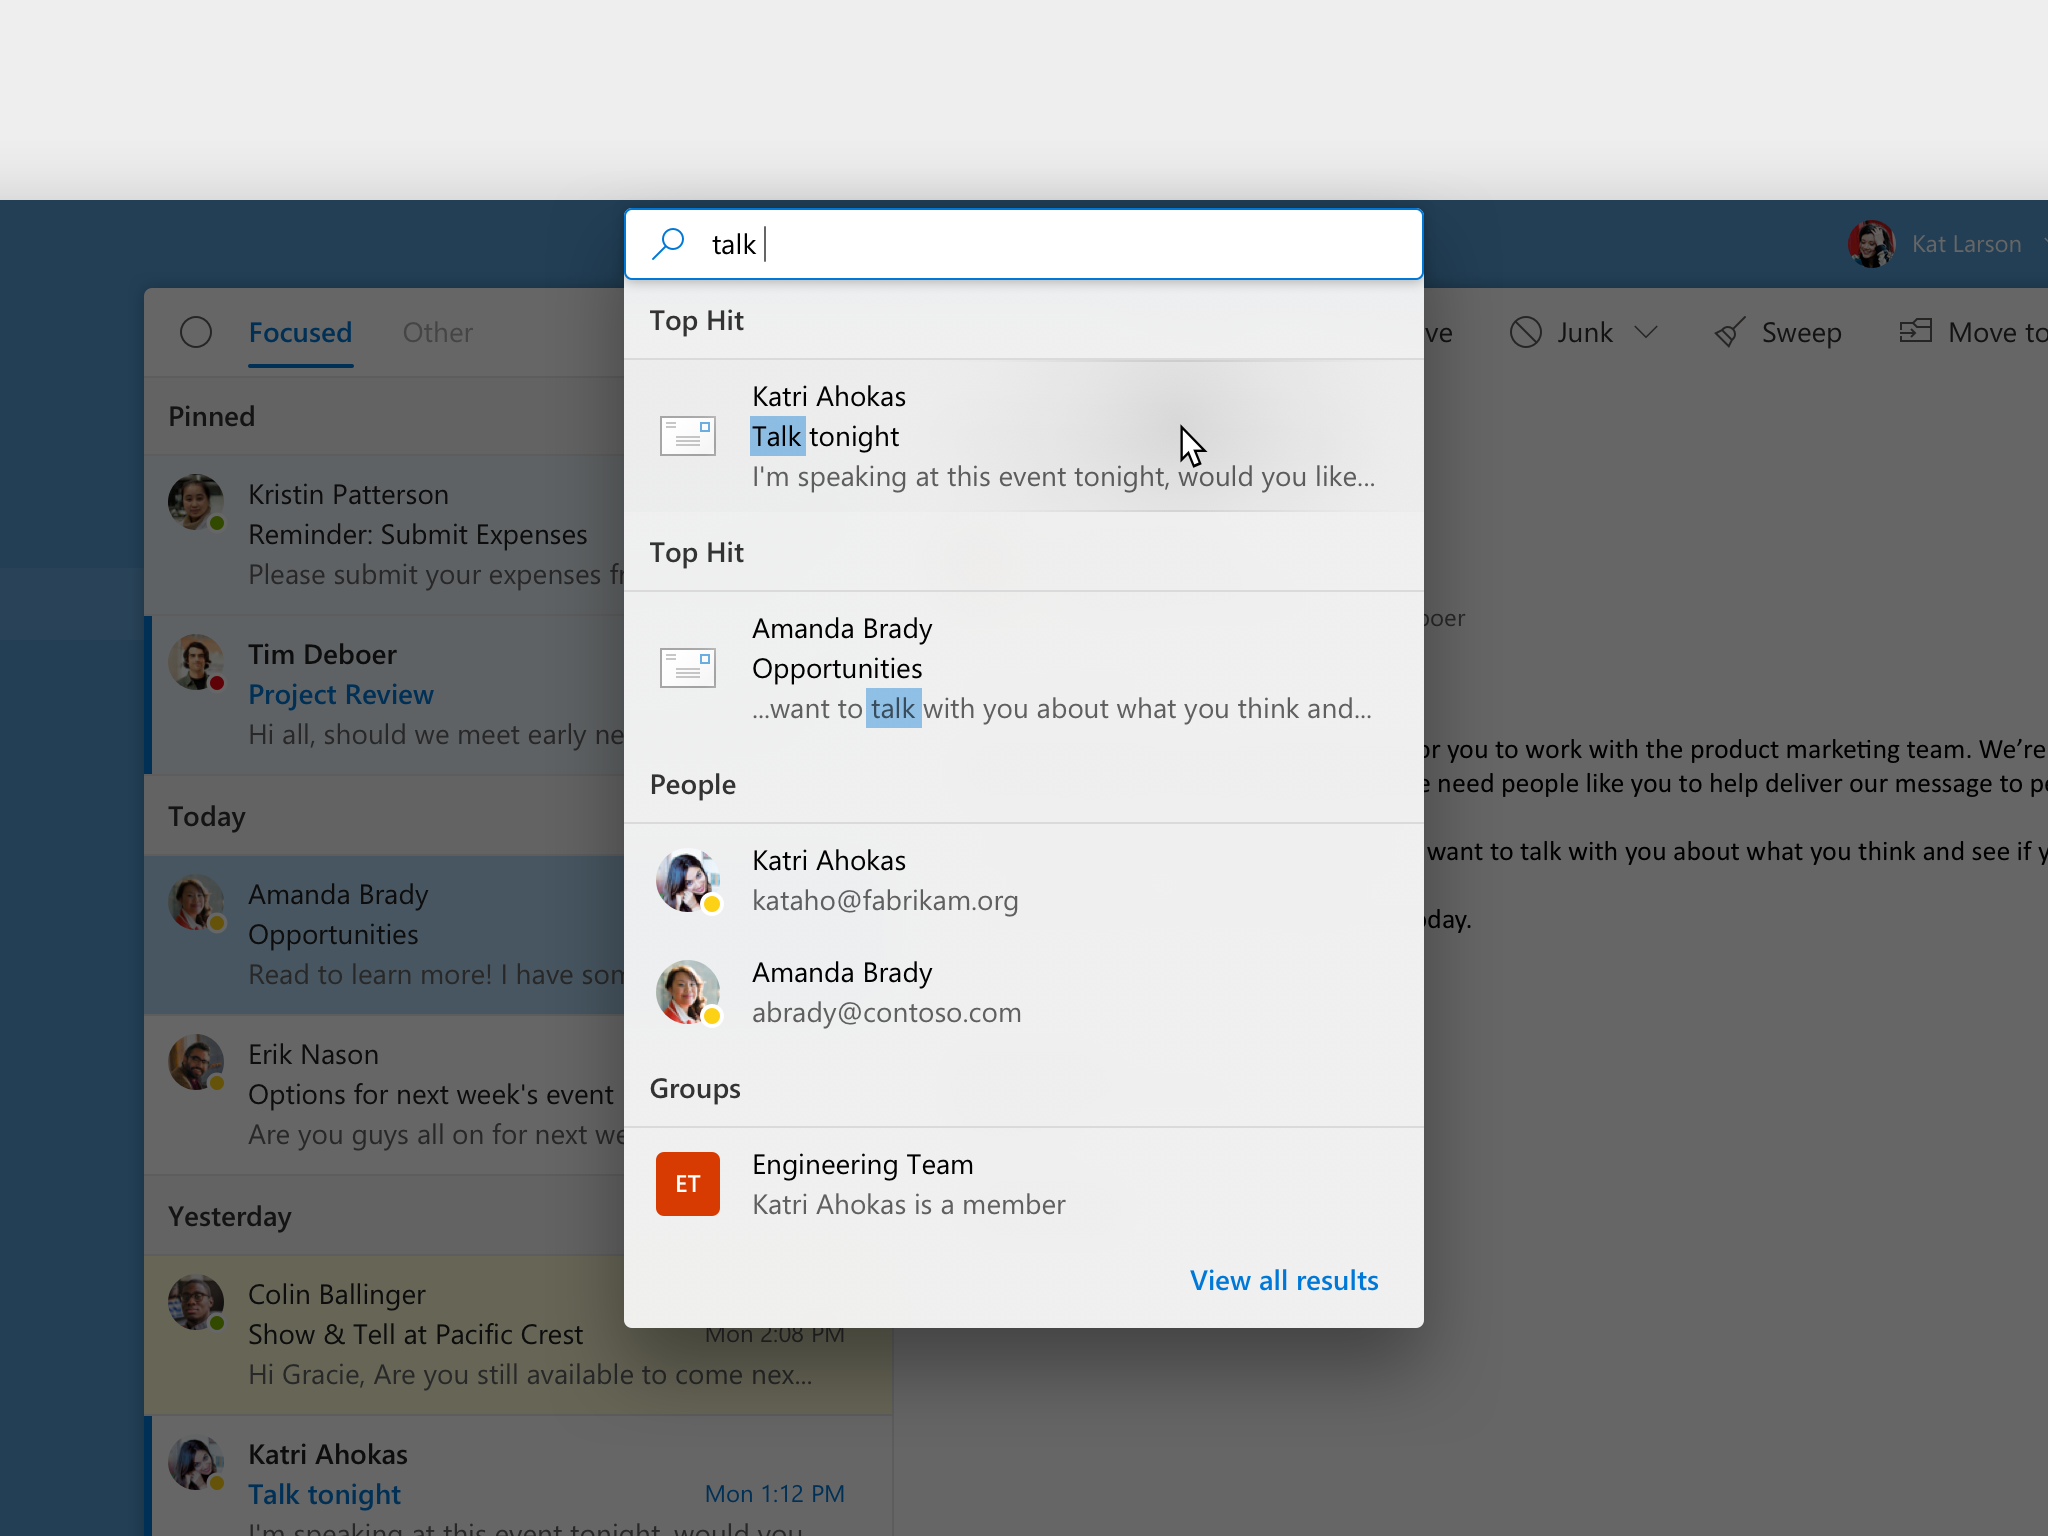 talk
Kat Larson
Focused
Other
Junk
Sweep
Move to
Pinned
Kristin Patterson
Reminder: Submit Expenses
Please submit your expenses
Tim Deboer
Project Review
Hi all, should we meet early
Today
Amanda Brady
Opportunities
Read to learn more! I have
Erik Nason
Options for next week's event
Are you guys all on for next
Yesterday
Colin Ballinger
Show & Tell at Pacific Crest
Mon 2:08 PM
Hi Gracie, Are you still available to come nex...
Katri Ahokas
Talk tonight
Mon 1:12 PM
I'm speaking at this event tonight, would you
Top Hit
Katri Ahokas
Talk tonight
I'm speaking at this event tonight, would you like...
Top Hit
Amanda Brady
Opportunities
...want to talk with you about what you think and...
People
Katri Ahokas
kataho@fabrikam.org
Amanda Brady
abrady@contoso.com
Groups
ET
Engineering Team
Katri Ahokas is a member
View all results
you to work with the product marketing team. We’re
need people like you to help deliver our message to
want to talk with you about what you think and see if